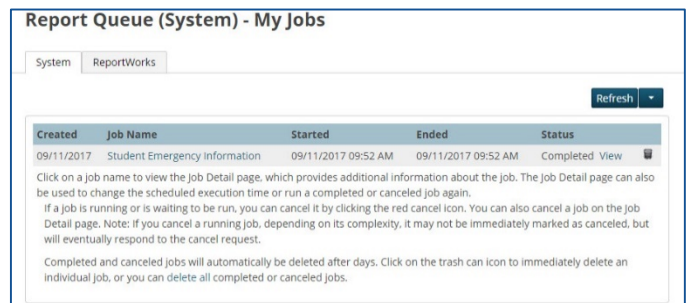 Report Queue (System) - My Jobs
System ReportWorks
Refresh
Created Job Name Started Ended Status
09/11/2017 Student Emergency Information 09/11/2017 09:52 AM 09/11/2017 09:52 AM Completed View
Click on a job name to view the Job Detail page, which provides additional information about the job. The Job Detail page can also
be used to change the scheduled execution time or run a completed or canceled job again.
If a job is running or is waiting to be run, you can cancel it by clicking the red cancel icon. You can also cancel a job on the Job
Detail page. Note: If you cancel a running job, depending on its complexity, it may not be immediately marked as canceled, but
will eventually respond to the cancel request.
Completed and canceled jobs will automatically be deleted after days. Click on the trash can icon to immediately delete an
individual job, or you can delete all completed or canceled jobs.